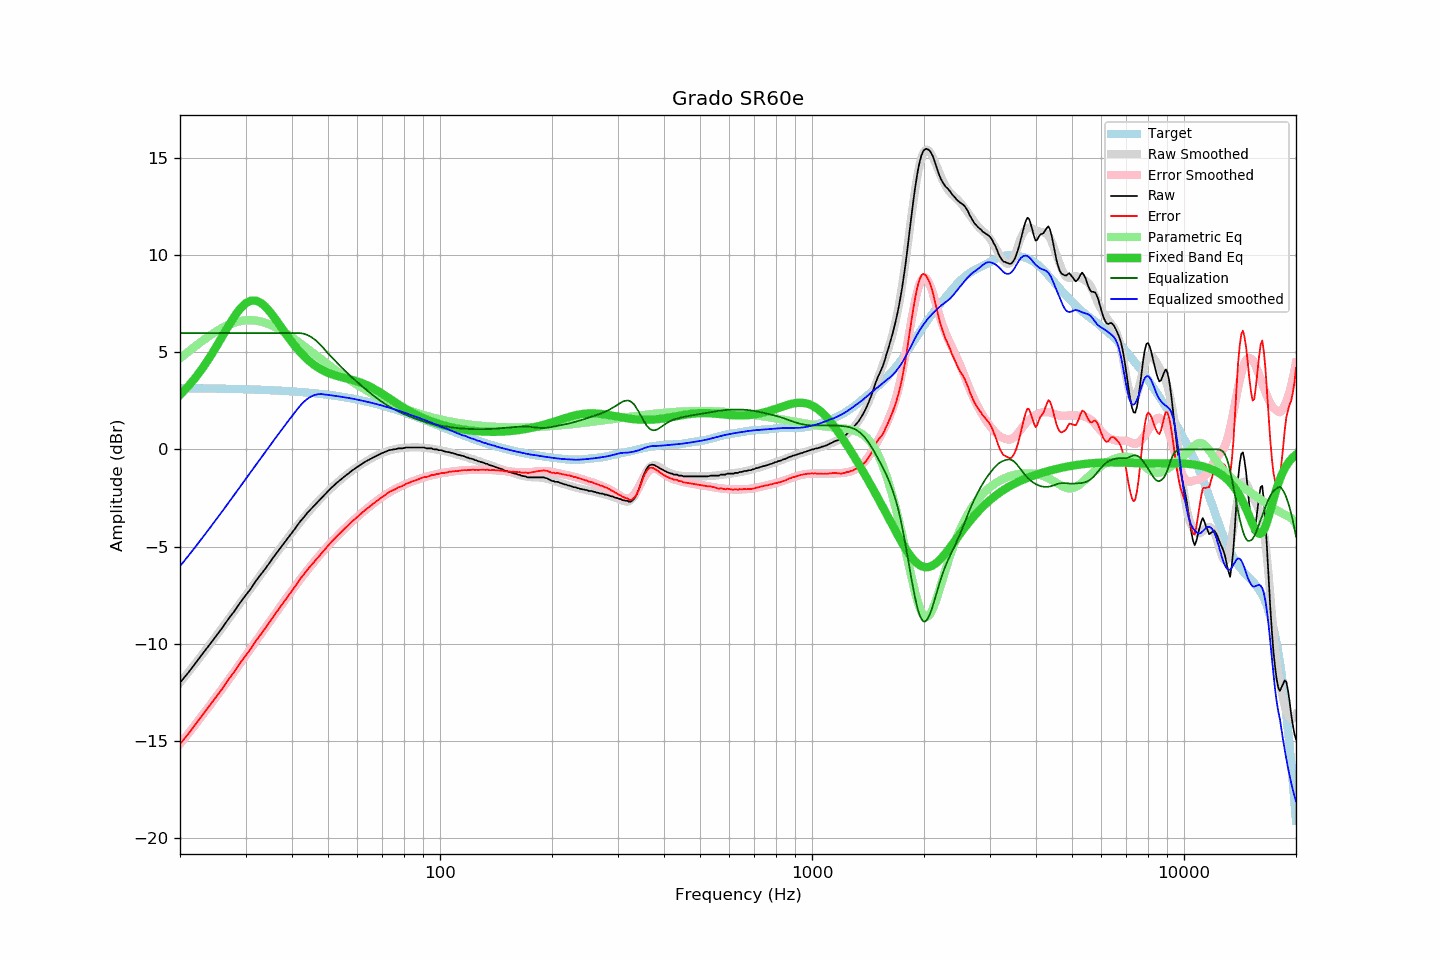 Grado SR60e
Target
Raw Smoothed
Error Smoothed
Raw
Error
Parametric Eq
Fixed Band Eq
Equalization
Equalized smoothed
15
10
5
0
−5
−10
−15
−20
Amplitude (dBr)
100 1000 10000
Frequency (Hz)